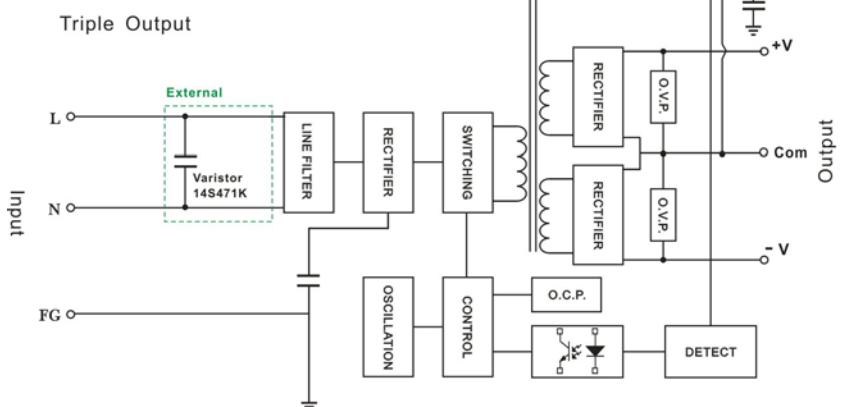 Triple Output
External
L
N
FG
Input
Varistor
14S471K
LINE FILTER
RECTIFIER
SWITCHING
RECTIFIER
RECTIFIER
O.V.P.
O.V.P.
+V
Com
- V
Output
OSCILLATION
CONTROL
O.C.P.
DETECT